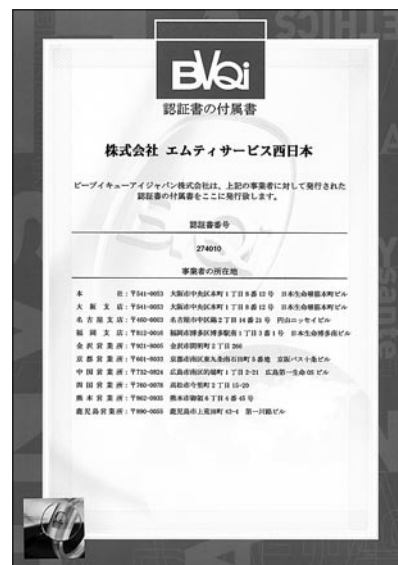 BVQi
認証書の付属書
株式会社 エムティサービス西日本
ビーブイキューアイジャパン株式会社は、上記の事業者に対して発行された
認証書の付属書をここに発行致します。
認証書番号
274010
事業者の所在地
本 社：〒541-0053 大阪市中央区本町1丁目8番12号 日本生命堺筋本町ビル
大阪支店：〒541-0053 大阪市中央区本町1丁目8番12号 日本生命堺筋本町ビル
名古屋支店：〒460-0003 名古屋市中区錦2丁目14番21号 円山ニッセイビル
福岡支店：〒812-0016 福岡市博多区博多駅南1丁目3番1号 日本生命博多南ビル
金沢営業所：〒921-8005 金沢市間明町2丁目266
京都営業所：〒601-8033 京都市南区東九条南石田町5番地 京阪バス十条ビル
中国営業所：〒732-0824 広島市南区的場町1丁目2-21 広島第一生命OSビル
四国営業所：〒760-0078 高松市今里町2丁目15-20
熊本営業所：〒862-0935 熊本市御領6丁目4番45号
鹿児島営業所：〒890-0055 鹿児島市上荒田町43-4 第一川路ビル